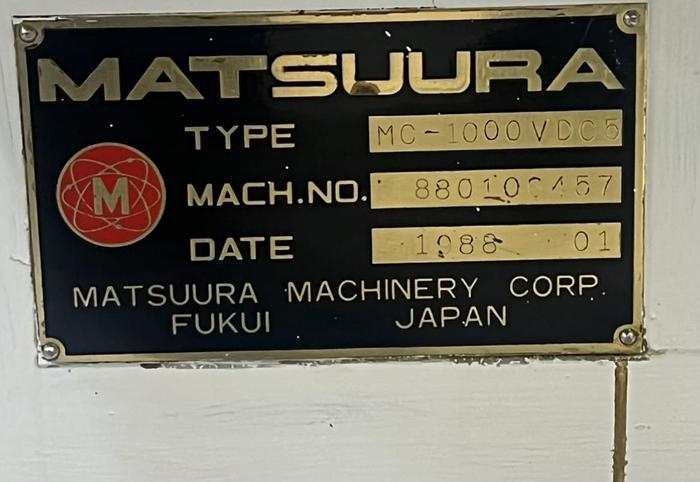 MATSUURA
TYPE MC-1000VDC5
M
MACH.NO.
DATE 1988 01
MATSUURA MACHINERY CORP.
FUKUI JAPAN